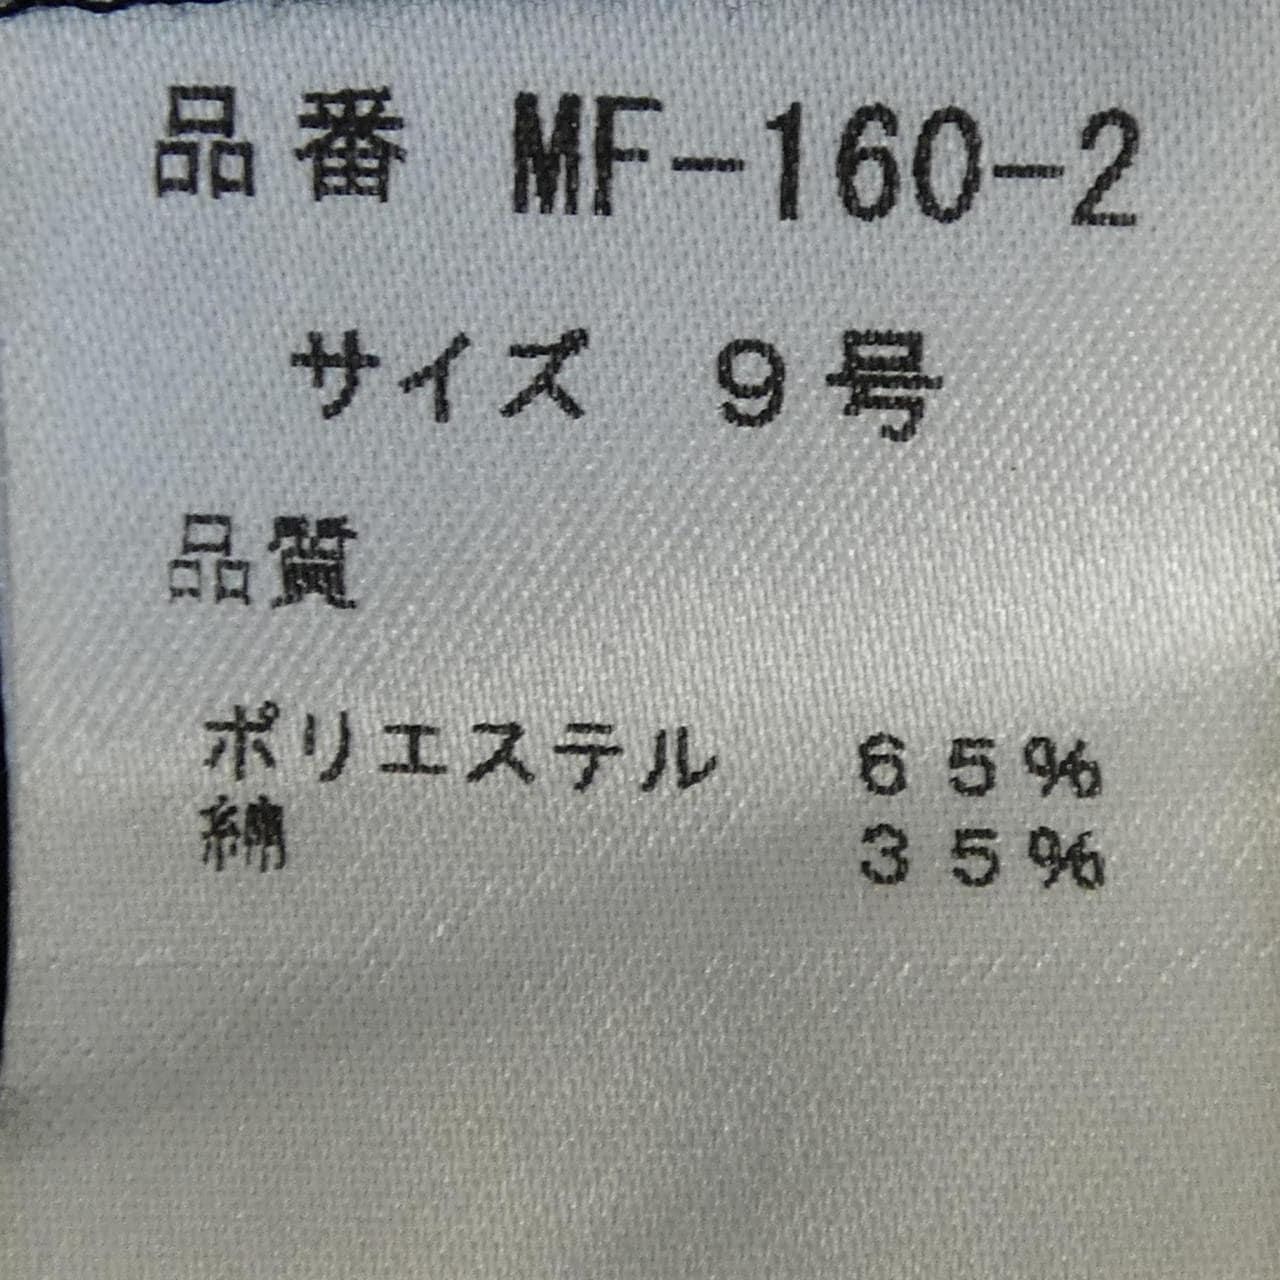 品番 MF-160-2
サイズ 9号
品質
ポリエステル 65%
綿 35%